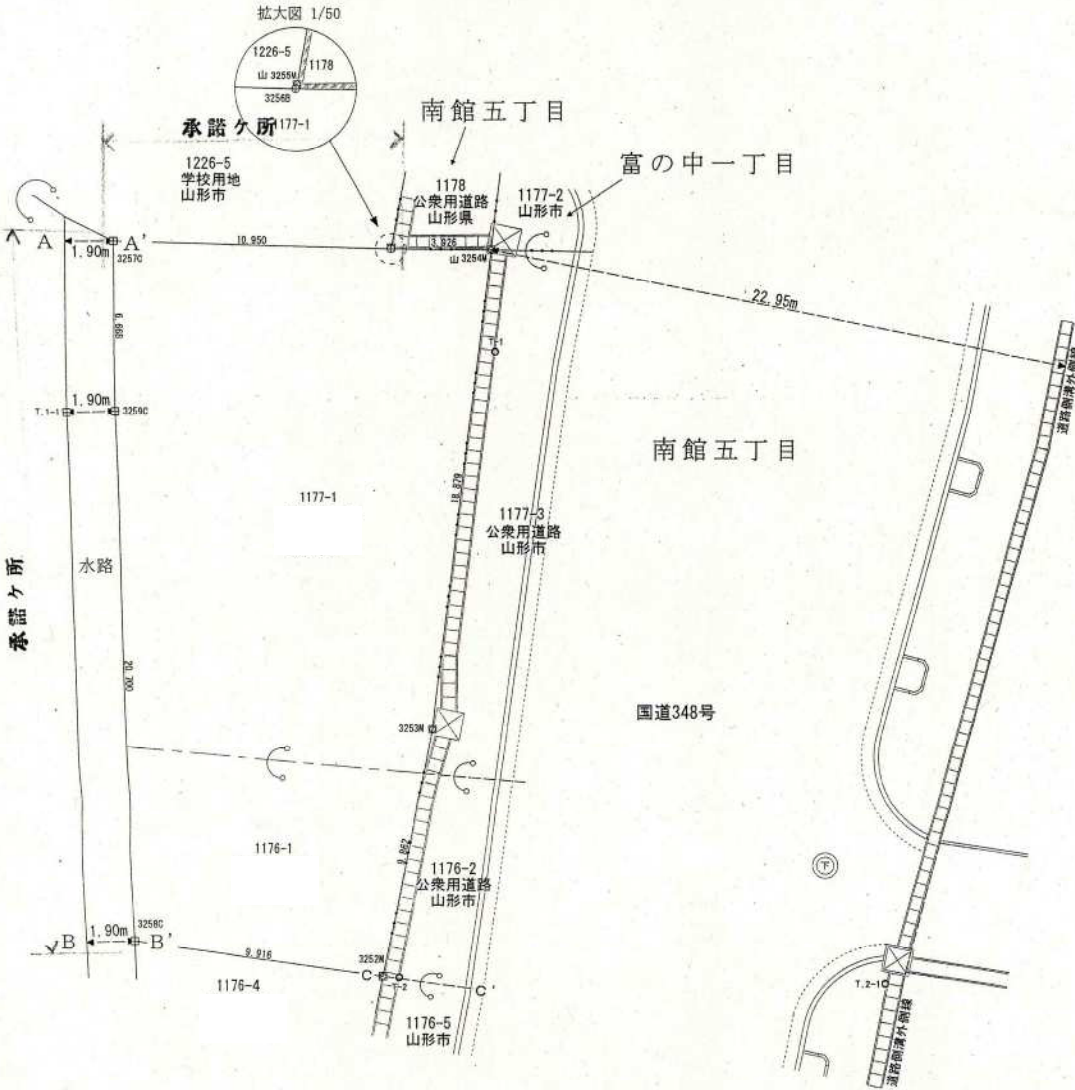 拡大図 1/50
1226-5
1178
山 3255M
3256B
1177-1
承諾ケ所
南館五丁目
富の中一丁目
1226-5
学校用地
山形市
1178
公衆用道路
山形県
1177-2
山形市
A
A'
1.90m
3257C
10.950
3.926
山 3254M
22.95m
T-1
6.668
道路側溝外側線
T.1-1
1.90m
3259C
南館五丁目
1177-1
18.879
1177-3
公衆用道路
山形市
水路
承諾ケ所
20.700
3253M
国道348号
1176-1
9.862
1176-2
公衆用道路
山形市
下
B
1.90m
B'
3258C
9.916
3252M
C
T-2
C'
1176-4
1176-5
山形市
T.2-1
道路側溝外側線